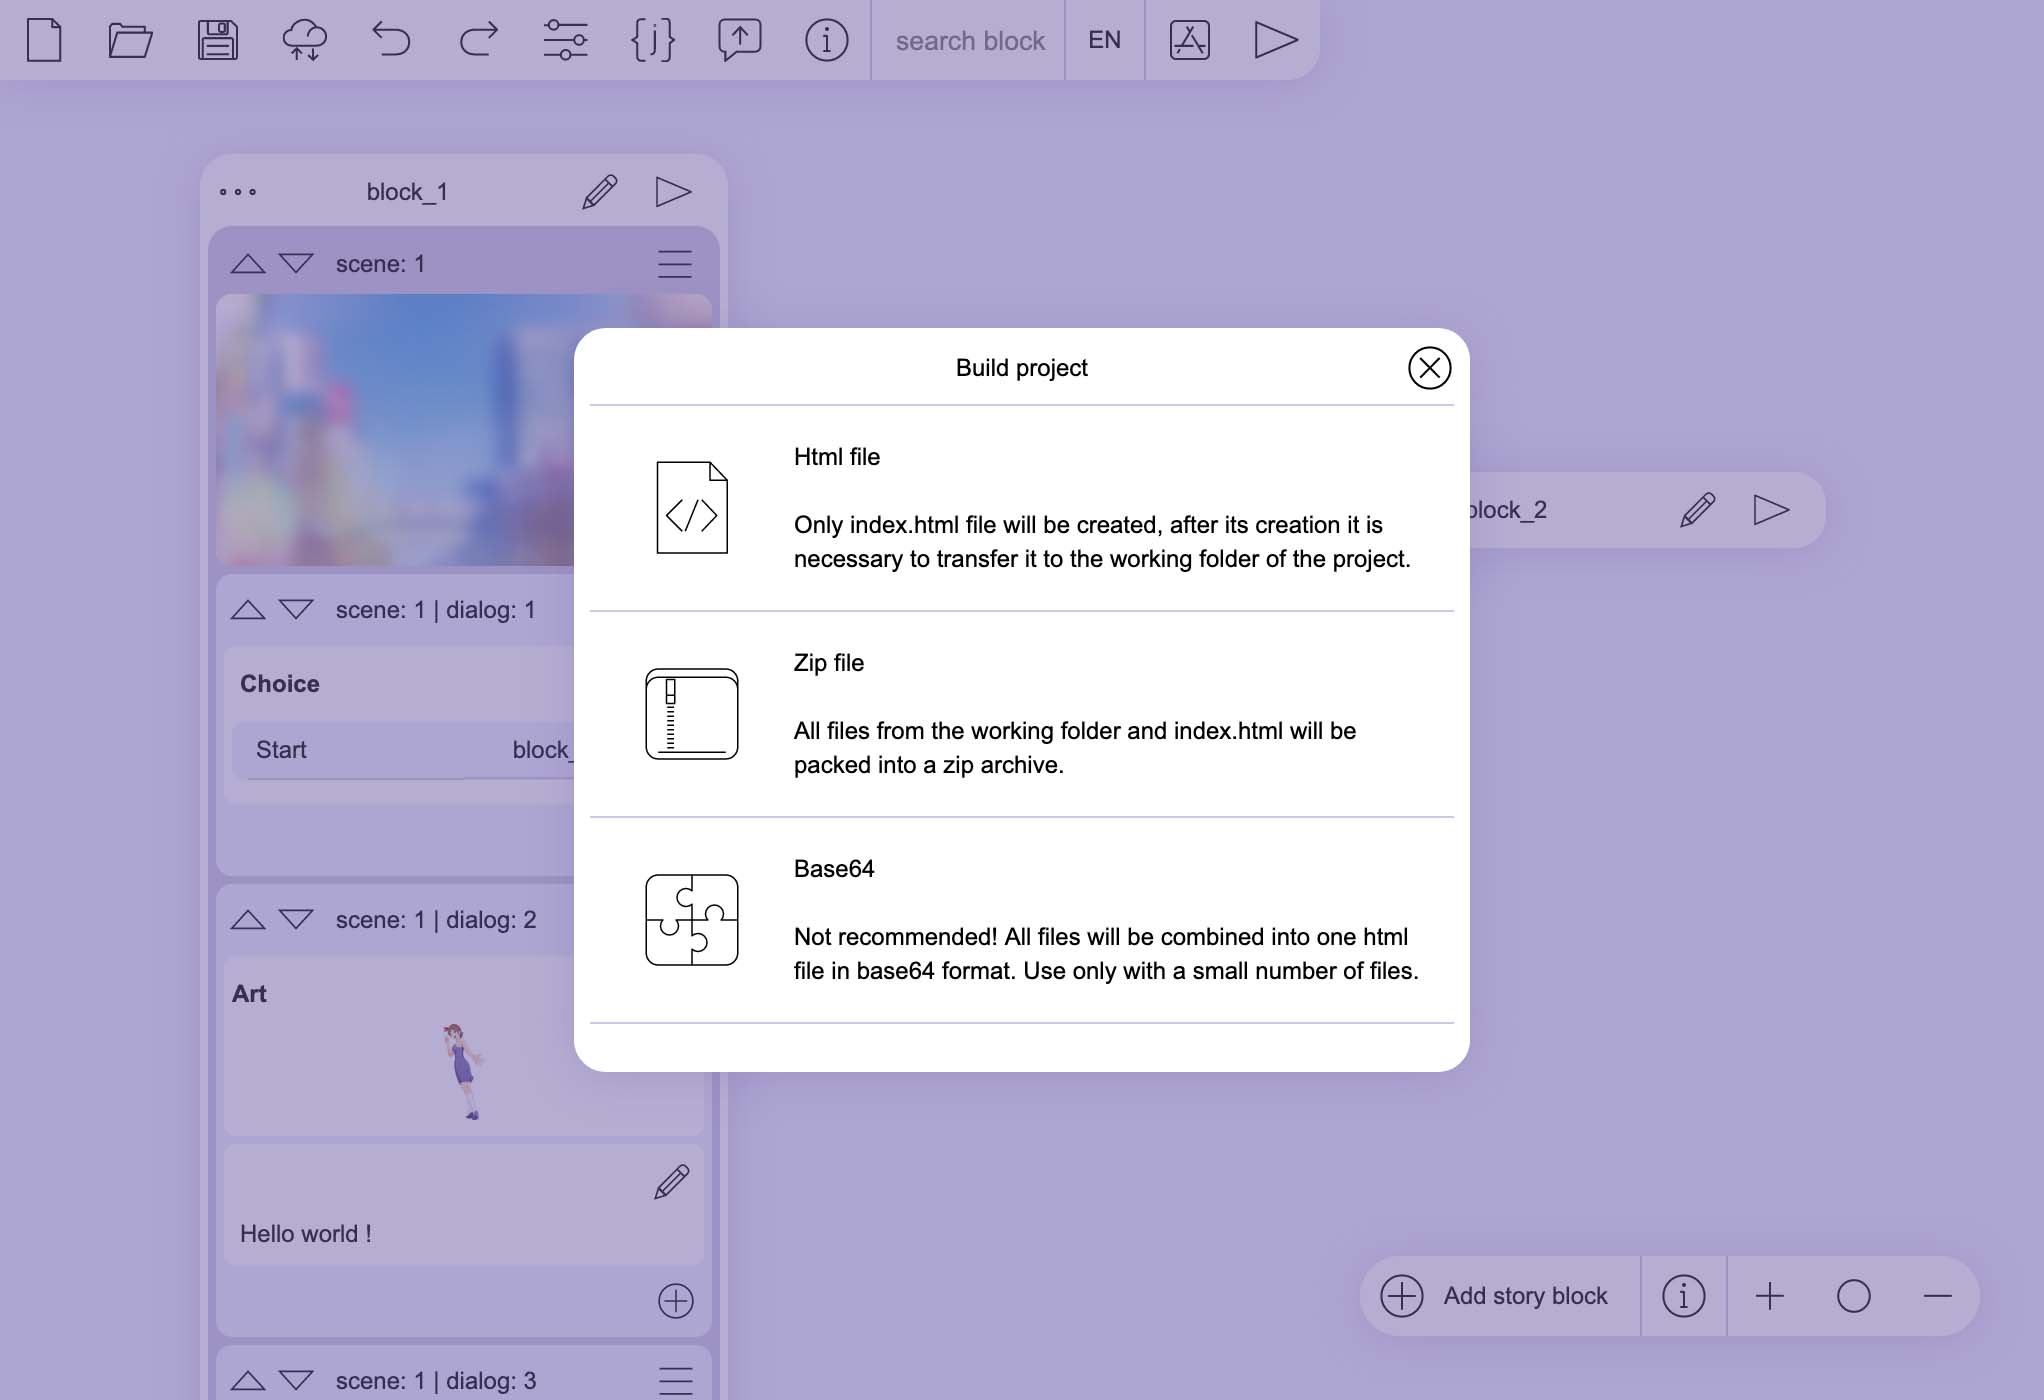 {j}
search block
EN
block_1
scene: 1
Build project
Html file
Only index.html file will be created, after its creation it is
necessary to transfer it to the working folder of the project.
block_2
scene: 1 | dialog: 1
Zip file
Choice
All files from the working folder and index.html will be
packed into a zip archive.
Start
block_
Base64
scene: 1 | dialog: 2
Not recommended! All files will be combined into one html
file in base64 format. Use only with a small number of files.
Art
Hello world !
Add story block
scene: 1 | dialog: 3